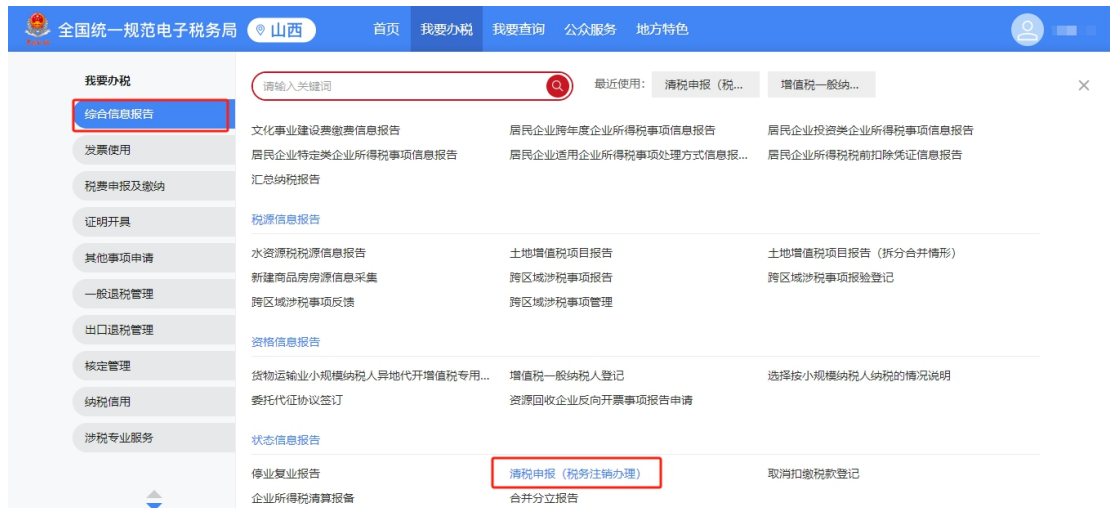 全国统一规范电子税务局 山西 首页 我要办税 我要查询 公众服务 地方特色
我要办税
综合信息报告
发票使用
税费申报及缴纳
证明开具
其他事项申请
一般退税管理
出口退税管理
核定管理
纳税信用
涉税专业服务
请输入关键词 最近使用： 清税申报（税... 增值税一般纳...
文化事业建设费缴费信息报告 居民企业跨年度企业所得税事项信息报告 居民企业投资类企业所得税事项信息报告
居民企业特定类企业所得税事项信息报告 居民企业适用企业所得税事项处理方式信息报... 居民企业所得税税前扣除凭证信息报告
汇总纳税报告
税源信息报告
水资源税税源信息报告 土地增值税项目报告 土地增值税项目报告（拆分合并情形）
新建商品房房源信息采集 跨区域涉税事项报告 跨区域涉税事项报验登记
跨区域涉税事项反馈 跨区域涉税事项管理
资格信息报告
货物运输业小规模纳税人异地代开增值税专用... 增值税一般纳税人登记 选择按小规模纳税人纳税的情况说明
委托代征协议签订 资源回收企业反向开票事项报告申请
状态信息报告
停业复业报告 清税申报（税务注销办理） 取消扣缴税款登记
企业所得税清算报备 合并分立报告